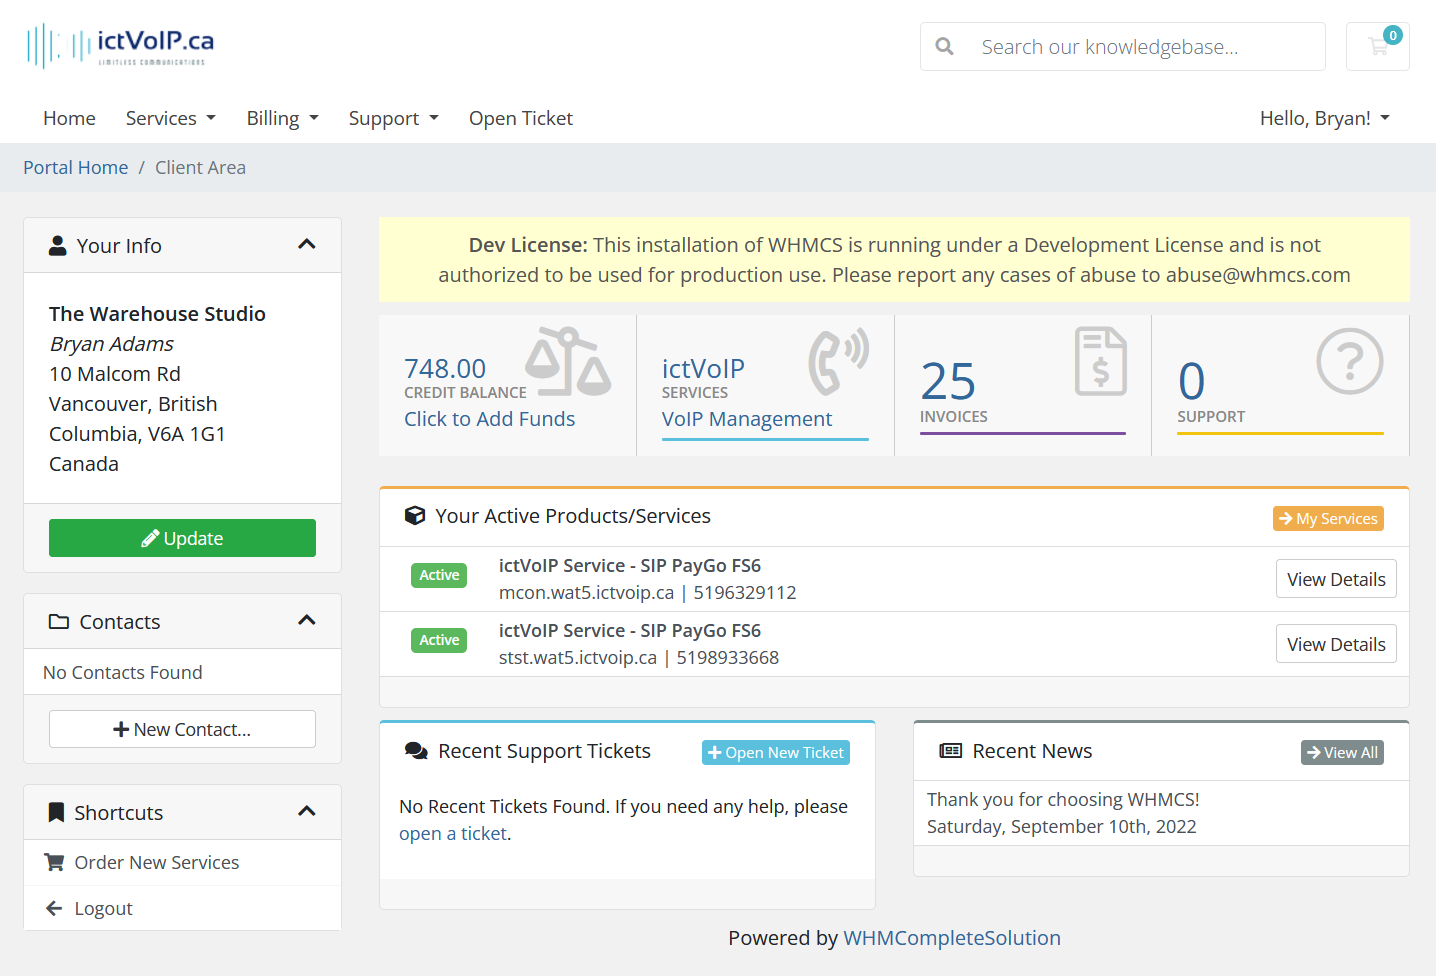 ictVoIP.ca
LIMITLESS COMMUNICATIONS
Search our knowledgebase...
0
Home
Services
Billing
Support
Open Ticket
Hello, Bryan!
Portal Home / Client Area
Your Info
The Warehouse Studio
Bryan Adams
10 Malcom Rd
Vancouver, British
Columbia, V6A 1G1
Canada
Update
Contacts
No Contacts Found
New Contact...
Shortcuts
Order New Services
Logout
Dev License: This installation of WHMCS is running under a Development License and is not
authorized to be used for production use. Please report any cases of abuse to abuse@whmcs.com
748.00
CREDIT BALANCE
Click to Add Funds
ictVoIP
SERVICES
VoIP Management
25
INVOICES
0
SUPPORT
Your Active Products/Services
My Services
Active
ictVoIP Service - SIP PayGo FS6
mcon.wat5.ictvoip.ca | 5196329112
View Details
Active
ictVoIP Service - SIP PayGo FS6
stst.wat5.ictvoip.ca | 5198933668
View Details
Recent Support Tickets
Open New Ticket
No Recent Tickets Found. If you need any help, please
open a ticket.
Recent News
View All
Thank you for choosing WHMCS!
Saturday, September 10th, 2022
Powered by WHMCompleteSolution